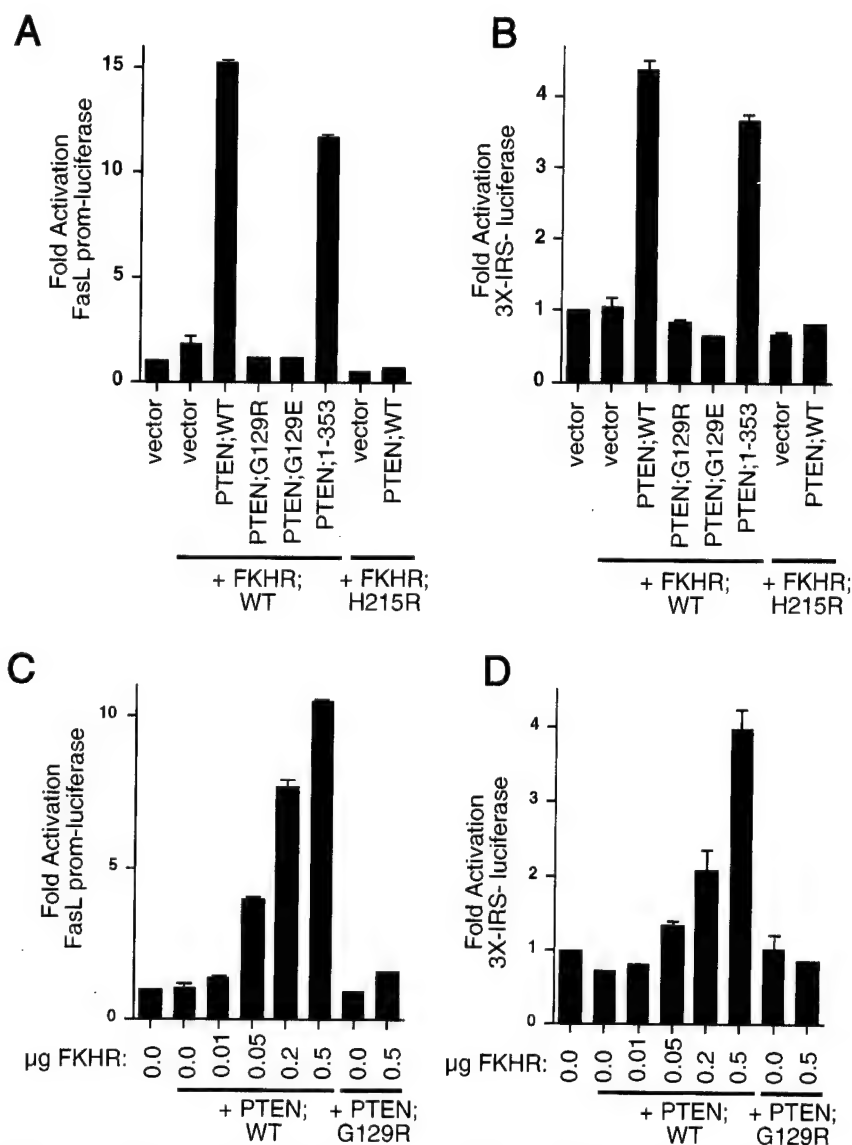 A
Fold Activation
FasL prom-luciferase
15
10
5
0
vector
vector
PTEN;WT
PTEN;G129R
PTEN;G129E
PTEN;1-353
vector
PTEN;WT
+ FKHR;
WT
+ FKHR;
H215R
B
Fold Activation
3X-IRS- luciferase
4
3
2
1
0
vector
vector
PTEN;WT
PTEN;G129R
PTEN;G129E
PTEN;1-353
vector
PTEN;WT
+ FKHR;
WT
+ FKHR;
H215R
C
Fold Activation
FasL prom-luciferase
10
5
0
µg FKHR:
0.0
0.0
0.01
0.05
0.2
0.5
0.0
0.5
+ PTEN;
WT
+ PTEN;
G129R
D
Fold Activation
3X-IRS- luciferase
4
3
2
1
0
µg FKHR:
0.0
0.0
0.01
0.05
0.2
0.5
0.0
0.5
+ PTEN;
WT
+ PTEN;
G129R